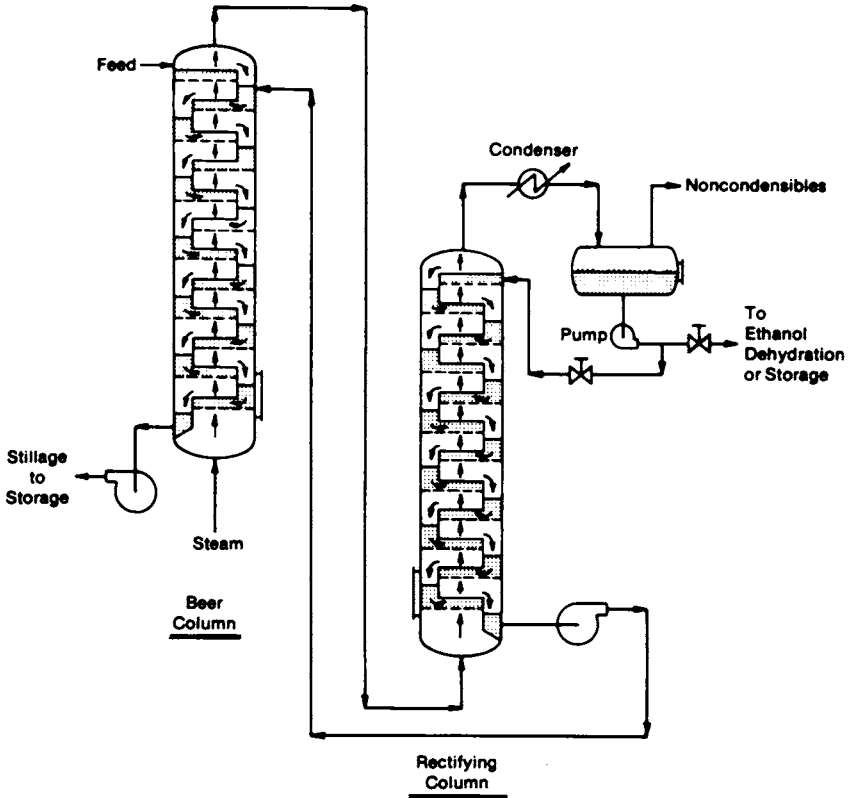 Feed
Condenser
Noncondensibles
Pump
To
Ethanol
Dehydration
or Storage
Stillage
to
Storage
Steam
Beer
Column
Rectifying
Column